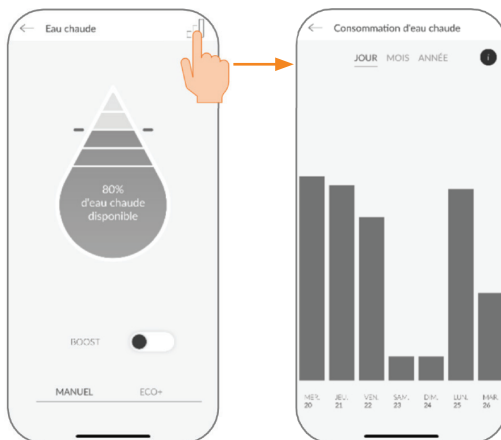 Eau chaude
80%
d'eau chaude
disponible
BOOST
MANUEL ECO+
Consommation d'eau chaude
JOUR MOIS ANNÉE
i
MER. JEU. VEN. SAM. DIM. LUN. MAR.
20 21 22 23 24 25 26